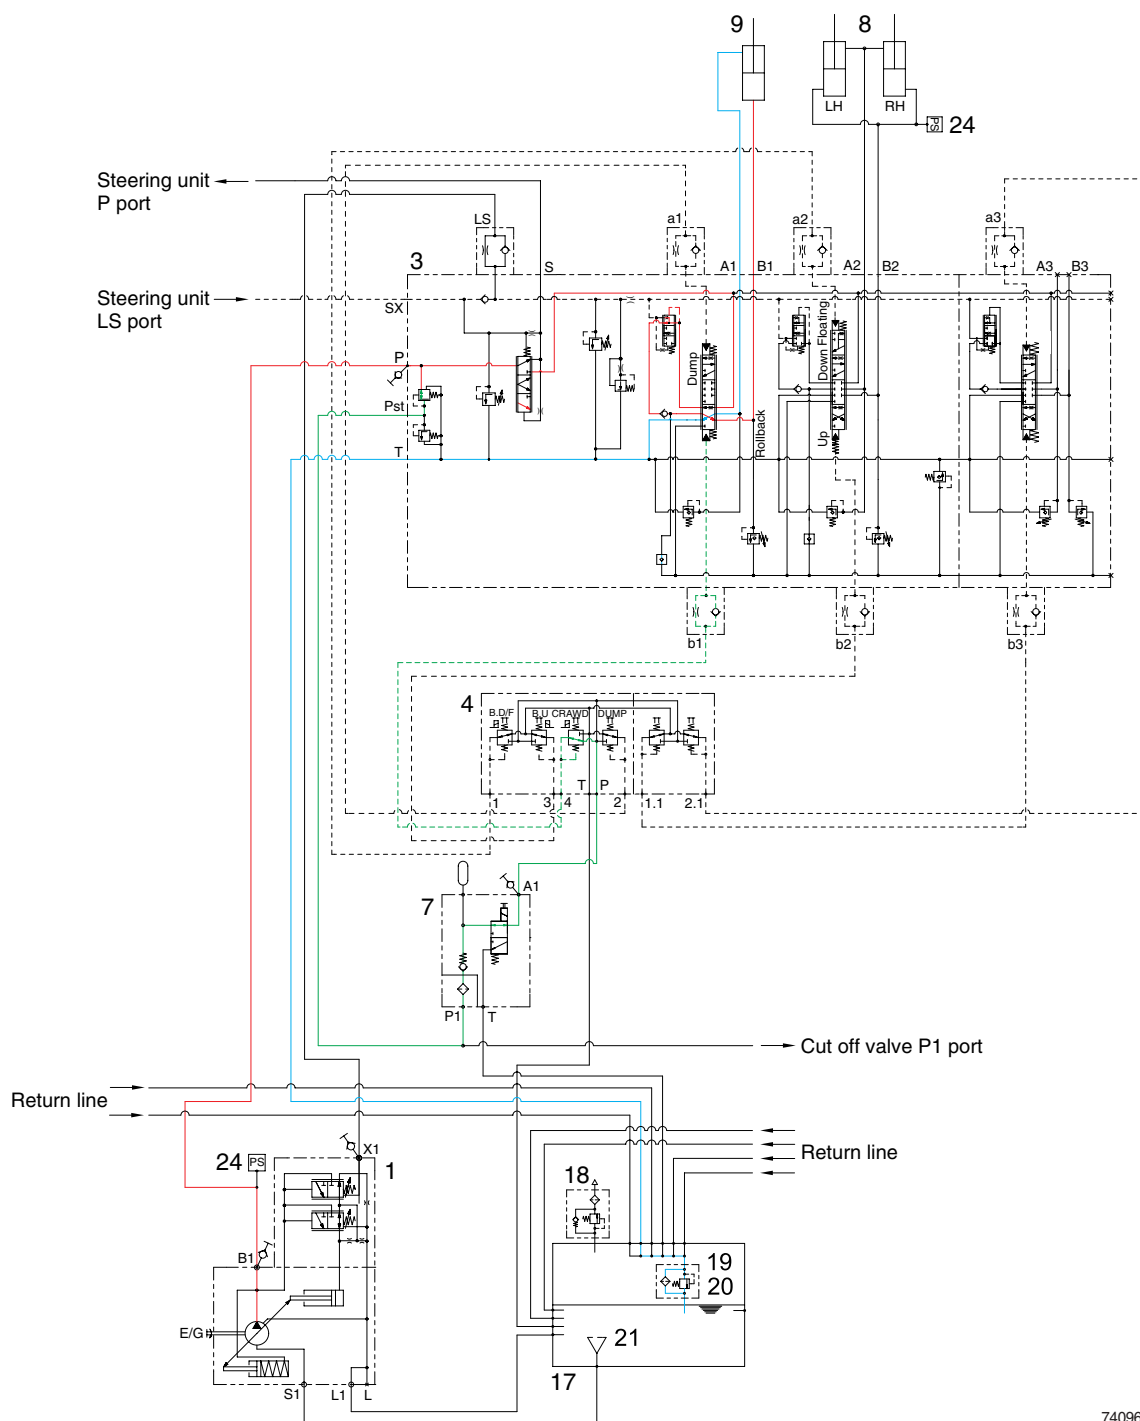 9
8
LH
RH
PS
24
Steering unit
P port
LS
a1
a2
a3
3
S
A1
B1
A2
B2
A3
B3
Steering unit
LS port
SX
P
Dump
Down Floating
Pst
T
Rollback
Up
b1
b2
b3
4
B.D/F
B.U
CRAWD
DUMP
T
P
1
3
4
2
1.1
2.1
7
A1
P1
T
Cut off valve P1 port
Return line
24
PS
X1
1
18
Return line
B1
19
20
E/G
21
17
S1
L1
L
74096